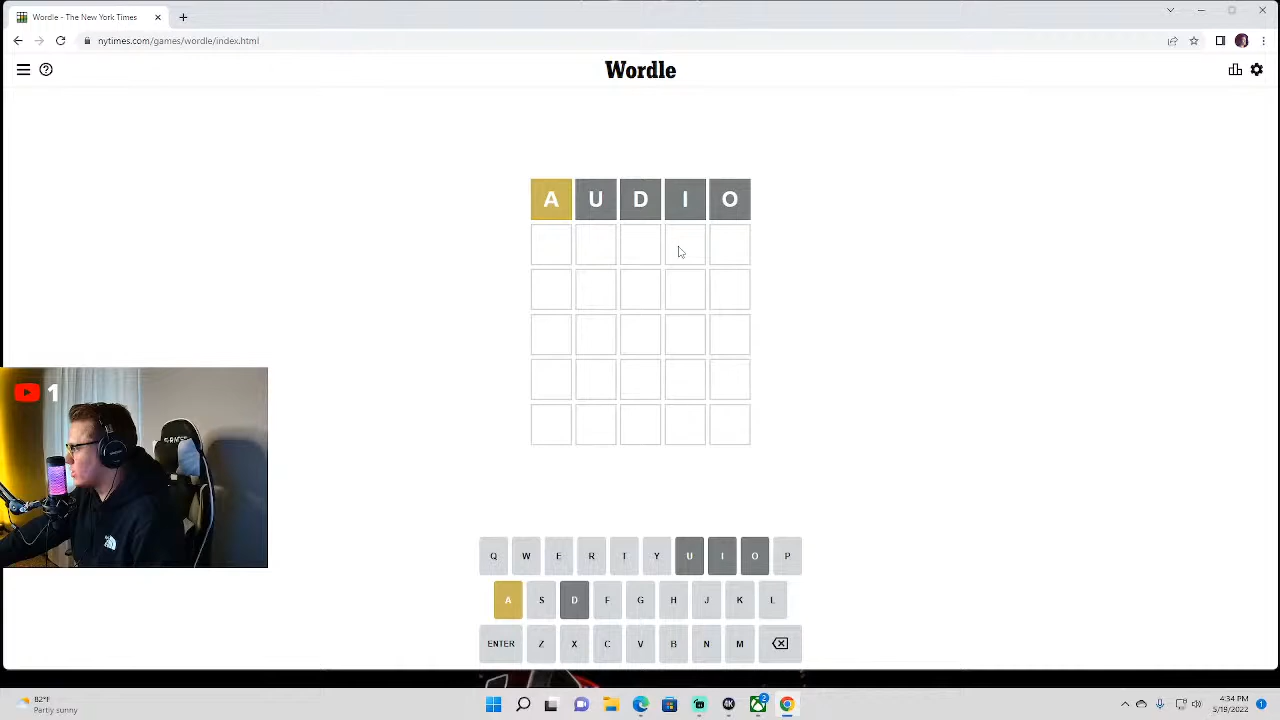 Wordle - The New York Times
nytimes.com/games/wordle/index.html
Wordle
A U D I O
1
Q W E R T Y U I O P
A S D F G H J K L
ENTER Z X C V B N M
82°F
Partly sunny
2
4:34 PM
5/18/2022